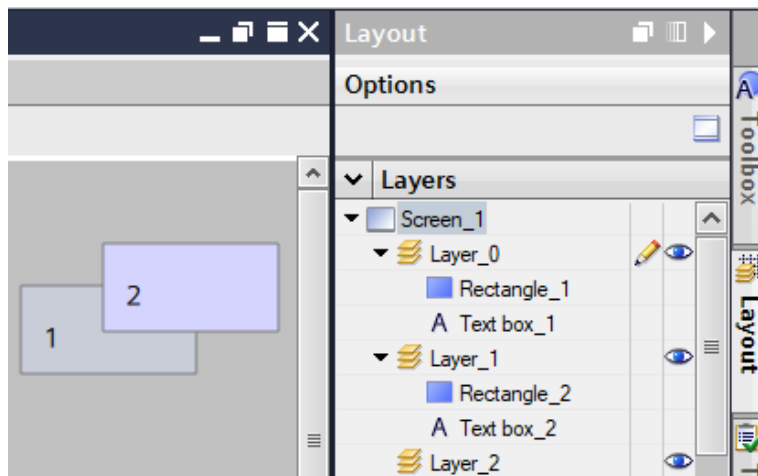 Layout
Options
Layers
Screen_1
Layer_0
Rectangle_1
A Text box_1
Layer_1
Rectangle_2
A Text box_2
Layer_2
2
1
A
Toolbox
Layout